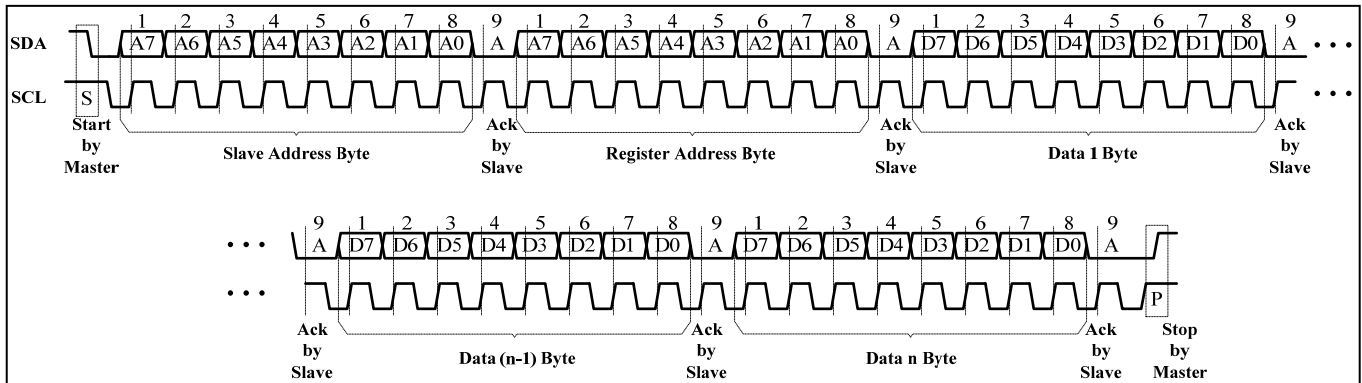 1 2 3 4 5 6 7 8 9 1 2 3 4 5 6 7 8 9 1 2 3 4 5 6 7 8 9
SDA A7 A6 A5 A4 A3 A2 A1 A0 A A7 A6 A5 A4 A3 A2 A1 A0 A D7 D6 D5 D4 D3 D2 D1 D0 A • • •
SCL S • • •
Start by Master
Slave Address Byte
Ack by Slave
Register Address Byte
Ack by Slave
Data 1 Byte
Ack by Slave
9 1 2 3 4 5 6 7 8 9 1 2 3 4 5 6 7 8 9
• • • A D7 D6 D5 D4 D3 D2 D1 D0 A D7 D6 D5 D4 D3 D2 D1 D0 A
• • • P
Ack by Slave
Data (n-1) Byte
Ack by Slave
Data n Byte
Ack by Slave
Stop by Master